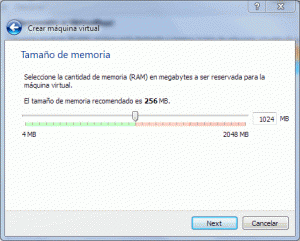 Crear máquina virtual
Tamaño de memoria
Seleccione la cantidad de memoria (RAM) en megabytes a ser reservada para la
máquina virtual.
El tamaño de memoria recomendado es 256 MB.
1024 MB
4 MB 2048 MB
Next Cancelar